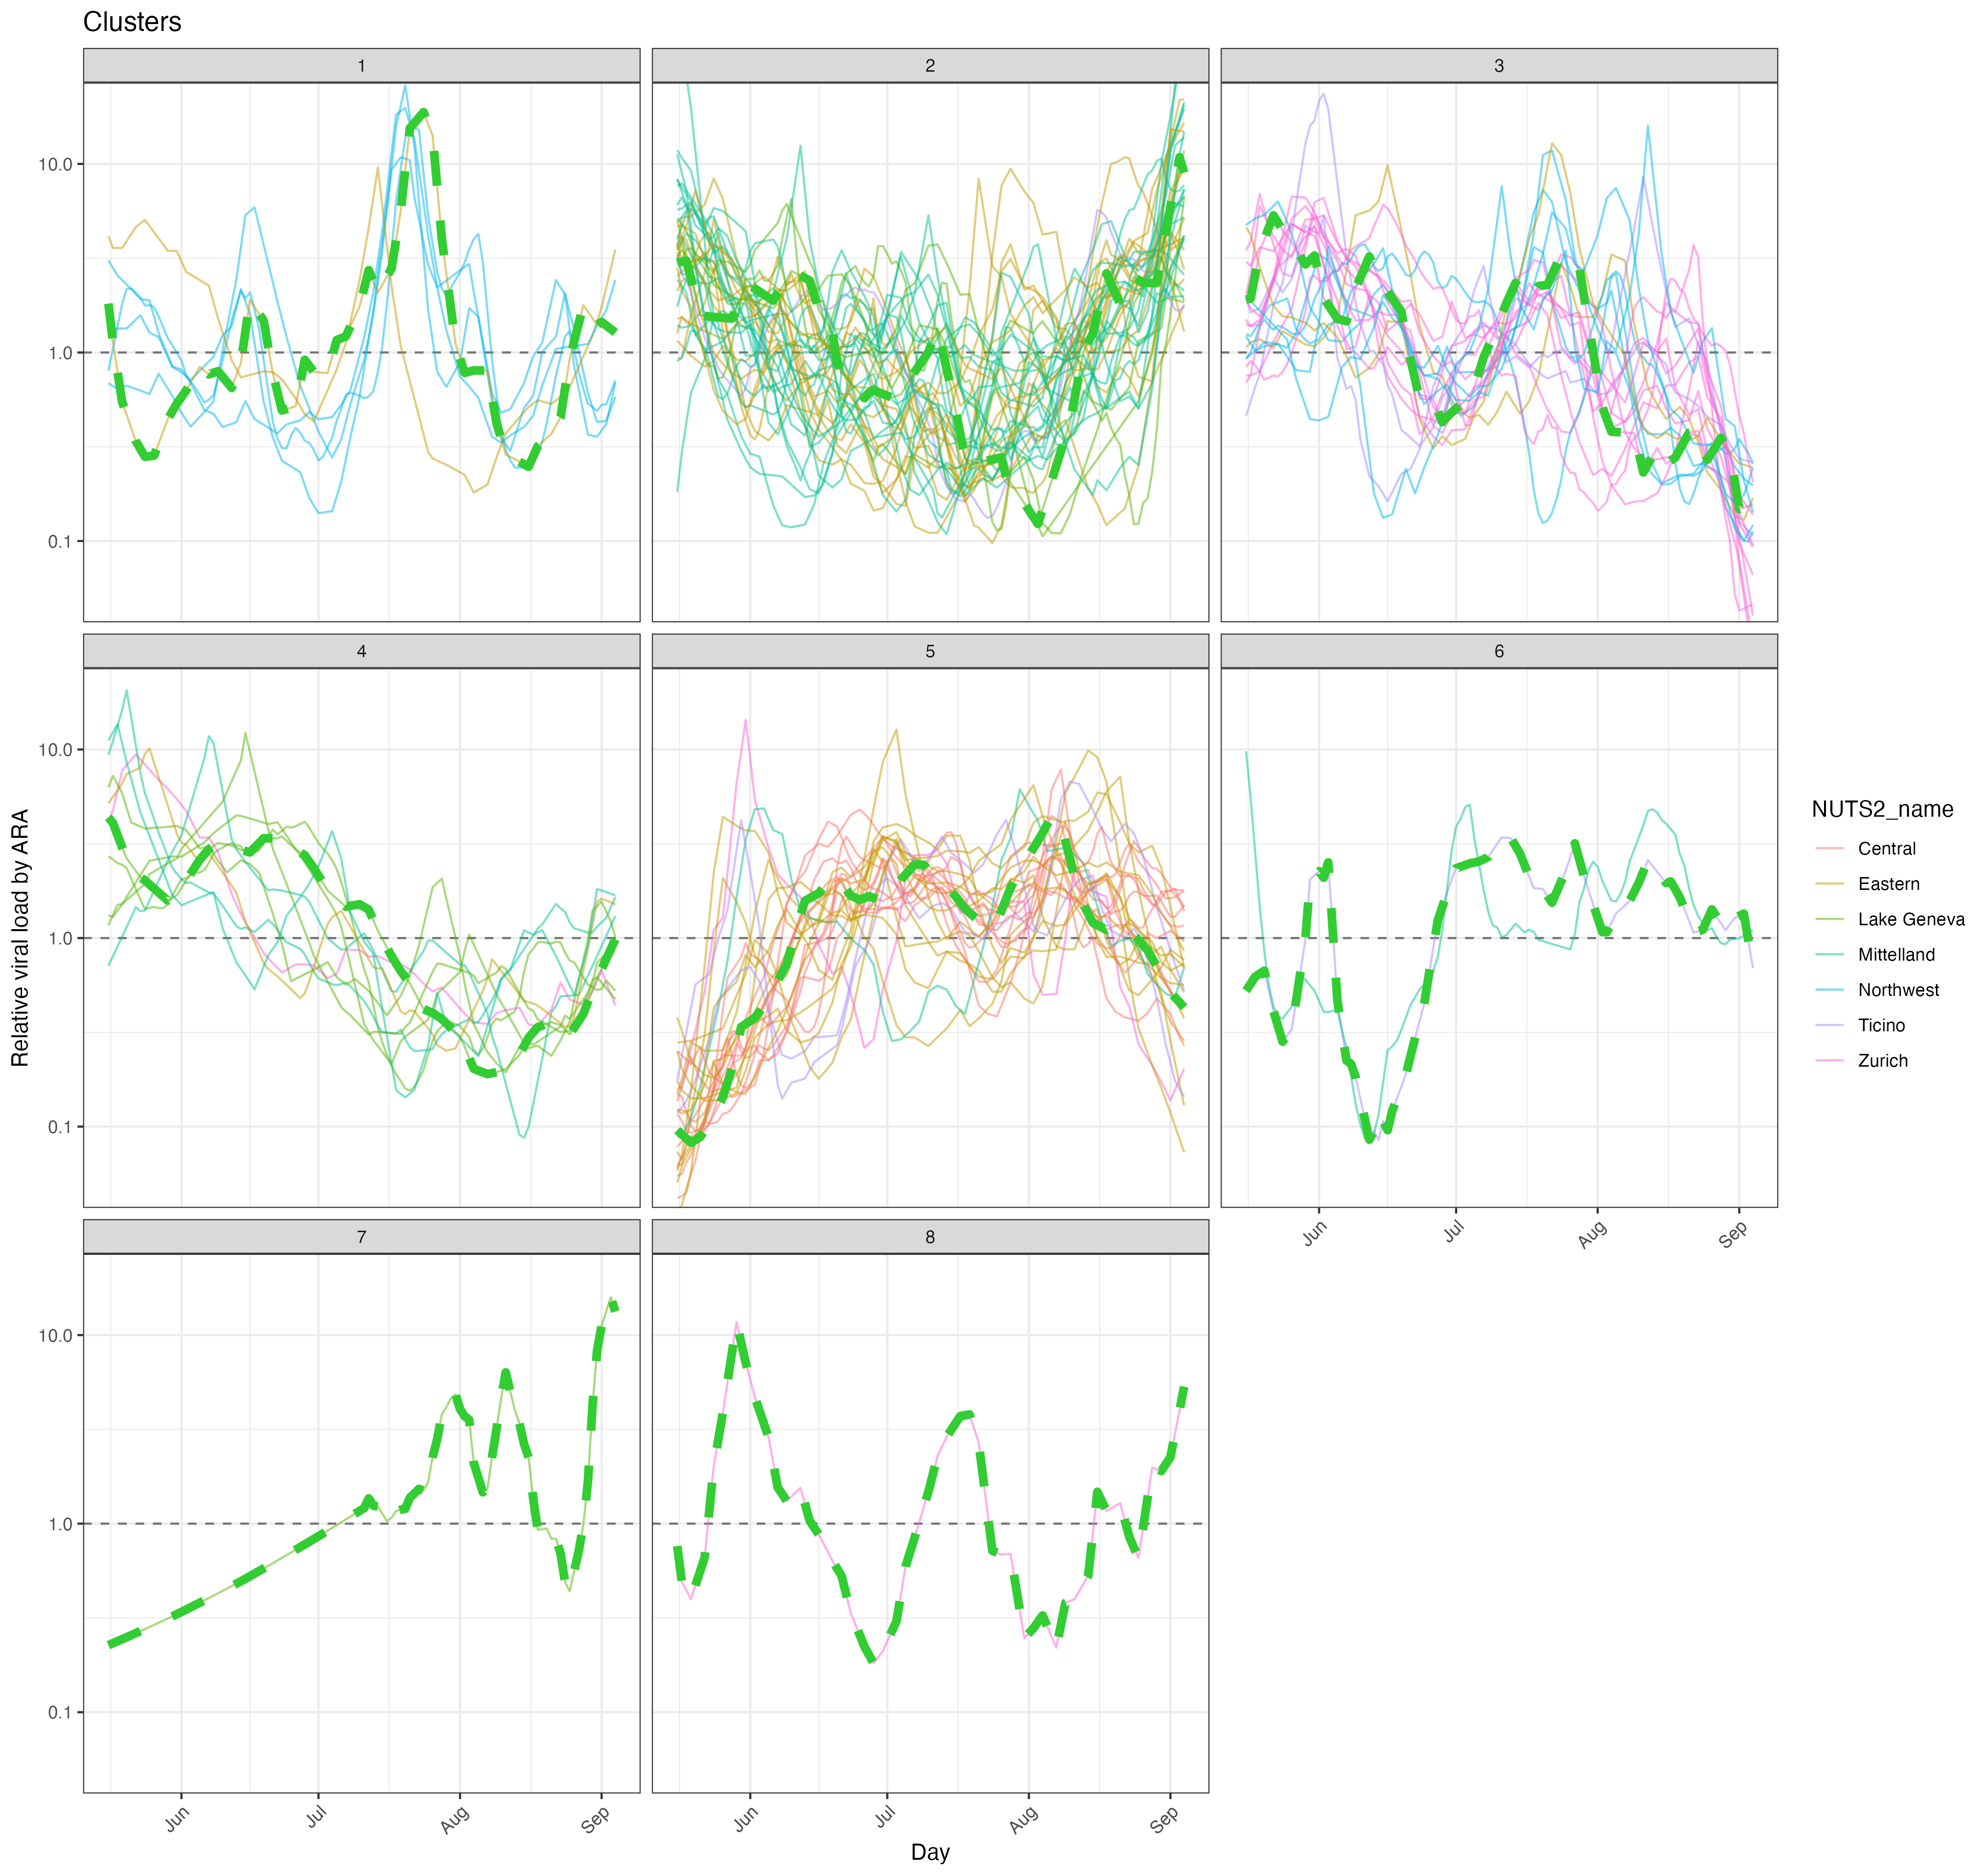 Clusters
1
2
3
10.0
1.0
0.1
4
5
6
10.0
1.0
0.1
Relative viral load by ARA
Jun
Jul
Aug
Sep
NUTS2_name
Central
Eastern
Lake Geneva
Mittelland
Northwest
Ticino
Zurich
7
8
10.0
1.0
0.1
Jun
Jul
Aug
Sep
Jun
Jul
Aug
Sep
Day